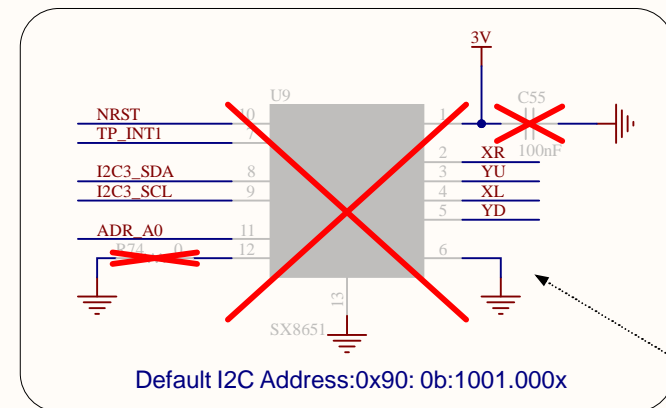 3V
U9
C55
NRST
10
1
TP_INT1
7
100nF
2
XR
I2C3_SDA
8
3
YU
I2C3_SCL
9
4
XL
5
YD
ADR_A0
11
R74
0
12
6
13
SX8651
Default I2C Address:0x90: 0b:1001.000x